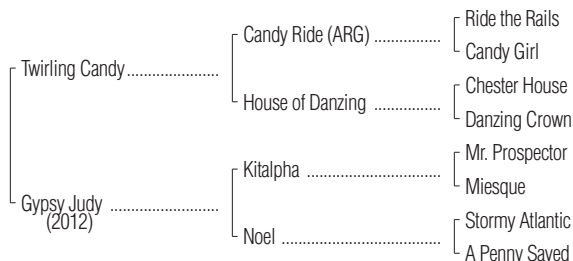 Ride the Rails
Candy Ride (ARG) ................
Candy Girl
Twirling Candy ......................
Chester House
House of Danzing ................
Danzing Crown
Mr. Prospector
Kitalpha ................................
Miesque
Gypsy Judy ..........................
(2012)
Stormy Atlantic
Noel ......................................
A Penny Saved